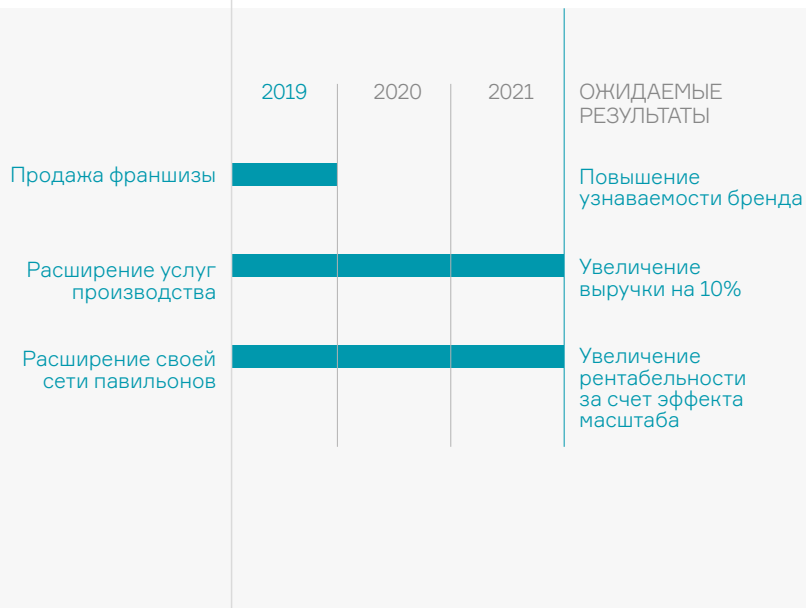 2019
2020
2021
ОЖИДАЕМЫЕ
РЕЗУЛЬТАТЫ
Продажа франшизы
Повышение
узнаваемости бренда
Расширение услуг
производства
Увеличение
выручки на 10%
Расширение своей
сети павильонов
Увеличение
рентабельности
за счет эффекта
масштаба